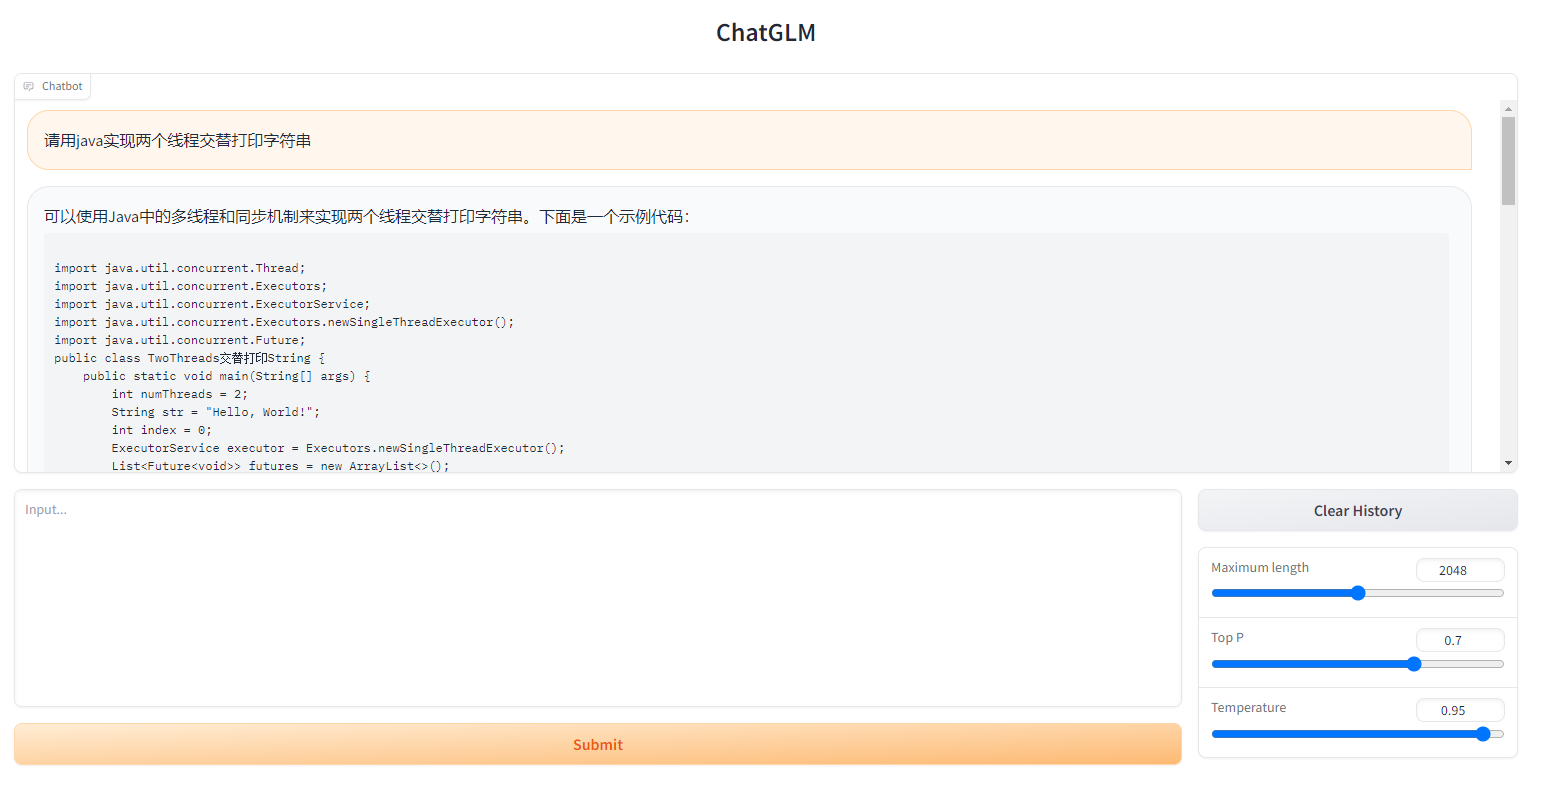 ChatGLM
Chatbot
请用java实现两个线程交替打印字符串
可以使用Java中的多线程和同步机制来实现两个线程交替打印字符串。下面是一个示例代码：
import java.util.concurrent.Thread;
import java.util.concurrent.Executors;
import java.util.concurrent.ExecutorService;
import java.util.concurrent.Executors.newSingleThreadExecutor();
import java.util.concurrent.Future;
public class TwoThreads交替打印String {
    public static void main(String[] args) {
        int numThreads = 2;
        String str = "Hello, World!";
        int index = 0;
        ExecutorService executor = Executors.newSingleThreadExecutor();
        List<Future<void>> futures = new ArrayList<>();
Input...
Submit
Clear History
Maximum length
2048
Top P
0.7
Temperature
0.95